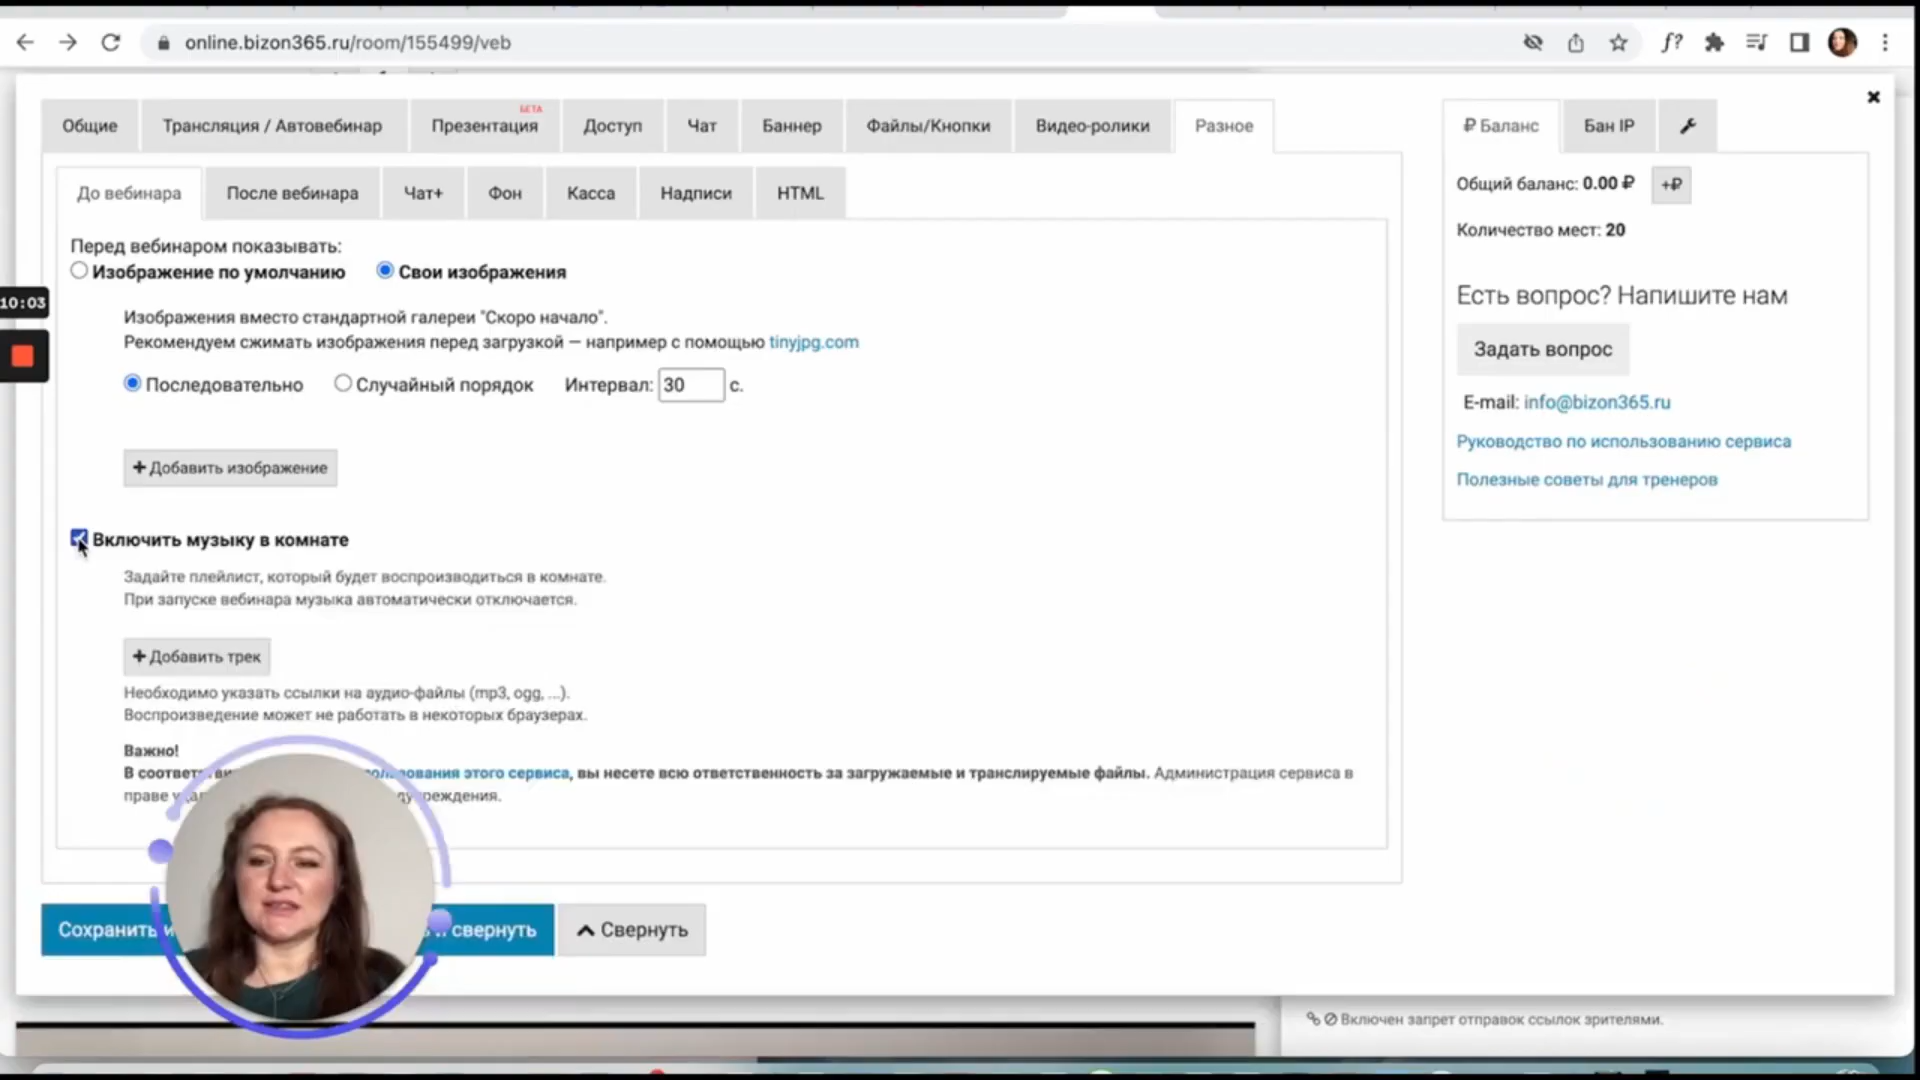 online.bizon365.ru/room/155499/veb
f?
Общие
Трансляция / Автовебинар
Презентация БЕТА
Доступ
Чат
Баннер
Файлы/Кнопки
Видео-ролики
Разное
₽ Баланс
Бан IP
До вебинара
После вебинара
Чат+
Фон
Касса
Надписи
HTML
Общий баланс: 0.00 ₽
+₽
Количество мест: 20
Перед вебинаром показывать:
Изображение по умолчанию
Свои изображения
10:03
Есть вопрос? Напишите нам
Изображения вместо стандартной галереи "Скоро начало".
Рекомендуем сжимать изображения перед загрузкой — например с помощью tinyjpg.com
Задать вопрос
Последовательно
Случайный порядок
Интервал: 30 с.
E-mail: info@bizon365.ru
Руководство по использованию сервиса
Добавить изображение
Полезные советы для тренеров
Включить музыку в комнате
Задайте плейлист, который будет воспроизводиться в комнате.
При запуске вебинара музыка автоматически отключается.
Добавить трек
Необходимо указать ссылки на аудио-файлы (mp3, ogg, ...).
Воспроизведение может не работать в некоторых браузерах.
Важно!
В этого сервиса, вы несете всю ответственность за загружаемые и транслируемые файлы. Администрация сервиса в
праве
Сохранить и
свернуть
Свернуть
Включен запрет отправок ссылок зрителями.